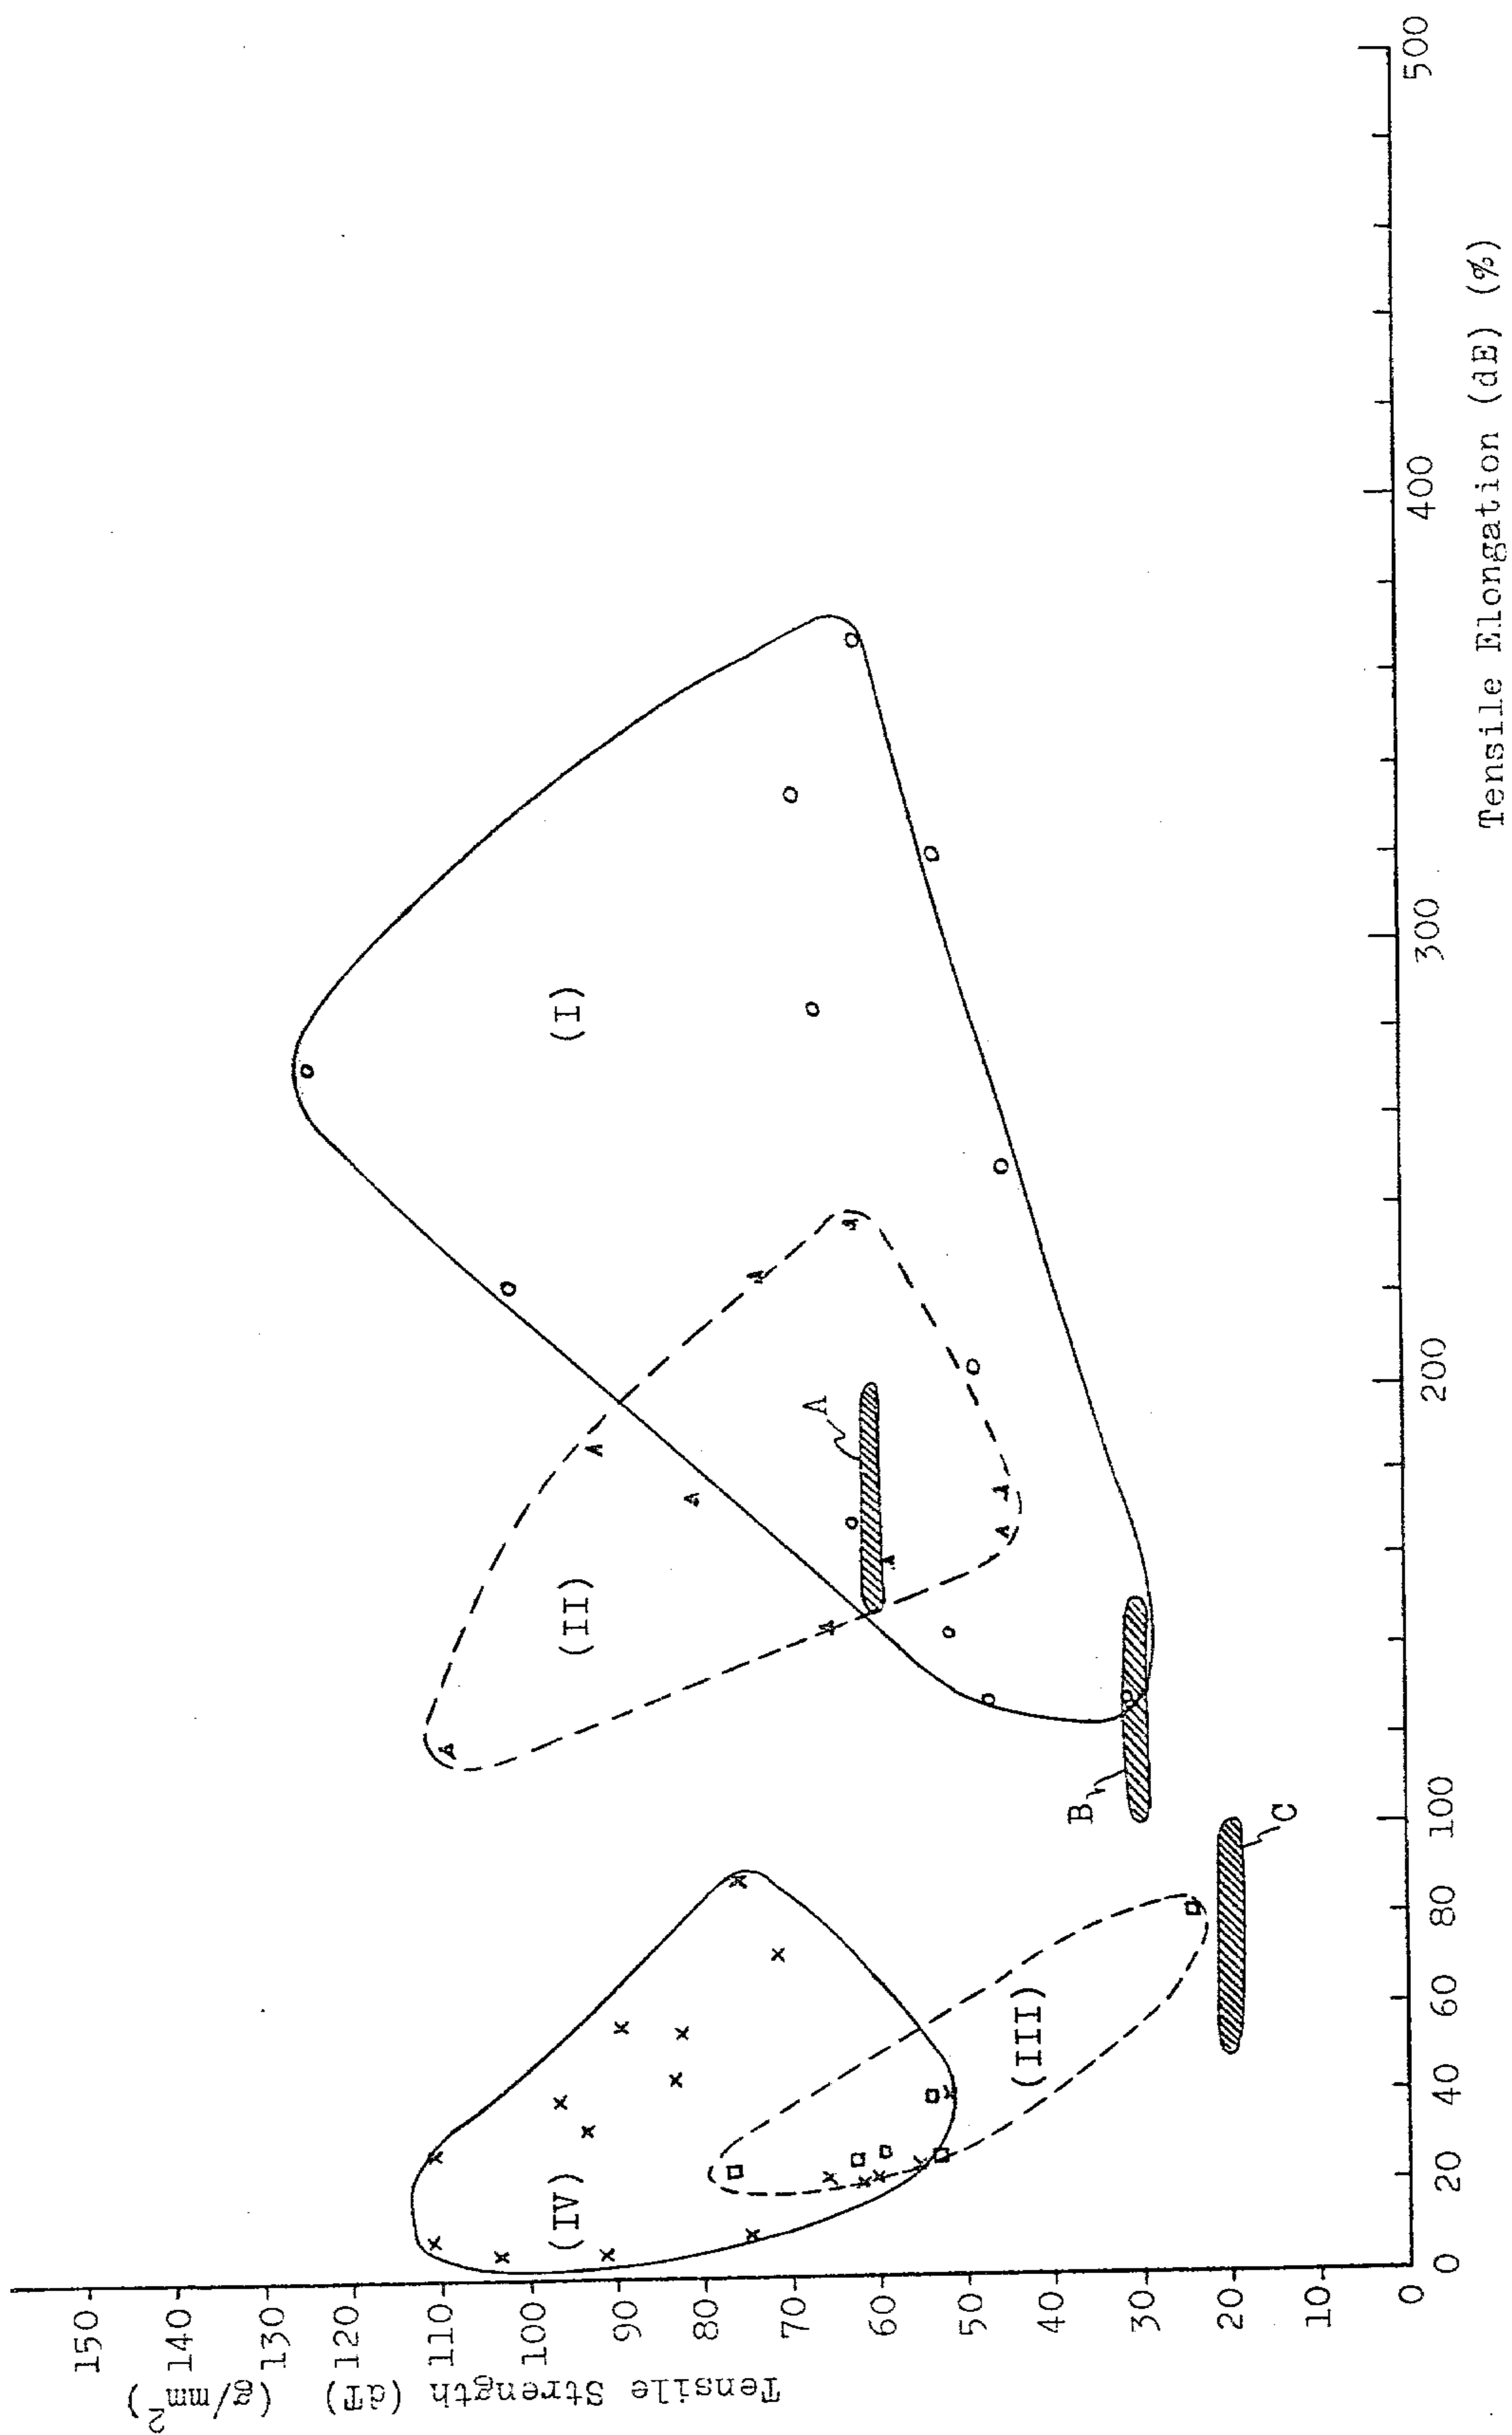 Tensile Strength (dT)
(g/mm2)
150
140
130
120
110
100
90
80
70
60
50
40
30
20
10
0
(I)
(II)
(III)
(IV)
A
B
C
0
20
40
60
80
100
200
300
400
500
Tensile Elongation (dE) (%)